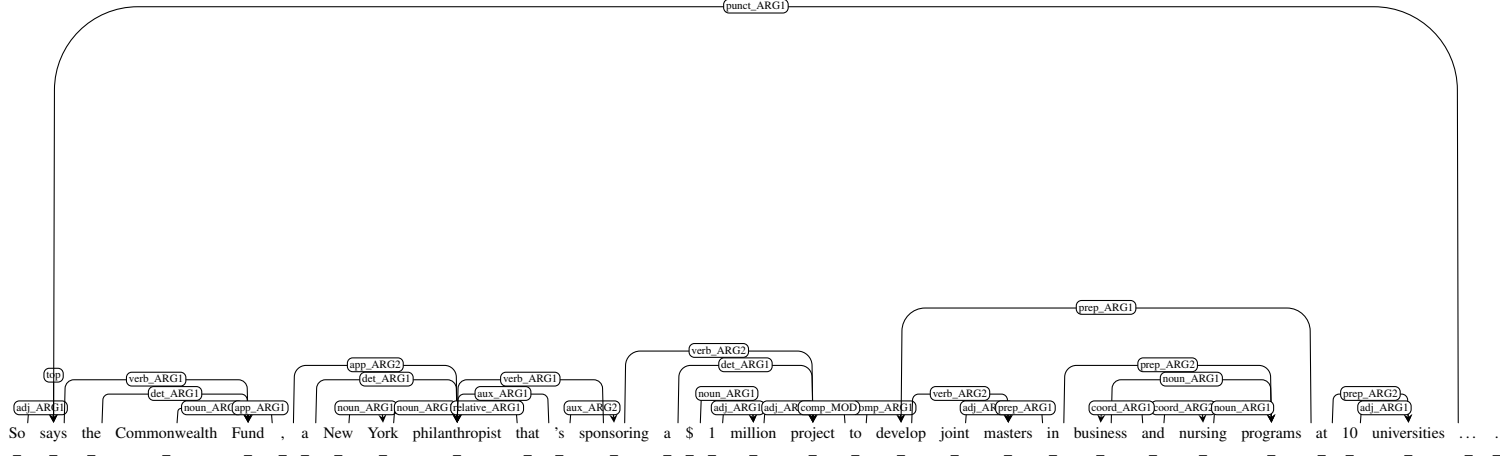 punct_ARG1
prep_ARG1
verb_ARG2
top app_ARG2 det_ARG1 prep_ARG2
verb_ARG1 det_ARG1 verb_ARG1 noun_ARG1
det_ARG1 aux_ARG1 noun_ARG1 verb_ARG2 prep_ARG2
adj_ARG1 app_ARG1 noun_ARG1 aux_ARG2 adj_ARG1 comp_MOD prep_ARG1 coord_ARG1 noun_ARG1 adj_ARG1
So says the Commonwealth Fund , a New York philanthropist that 's sponsoring a $ 1 million project to develop joint masters in business and nursing programs at 10 universities ... .
_ _ _ _ _ _ _ _ _ _ _ _ _ _ _ _ _ _ _ _ _ _ _ _ _ _ _ _ _ _ _ _ _